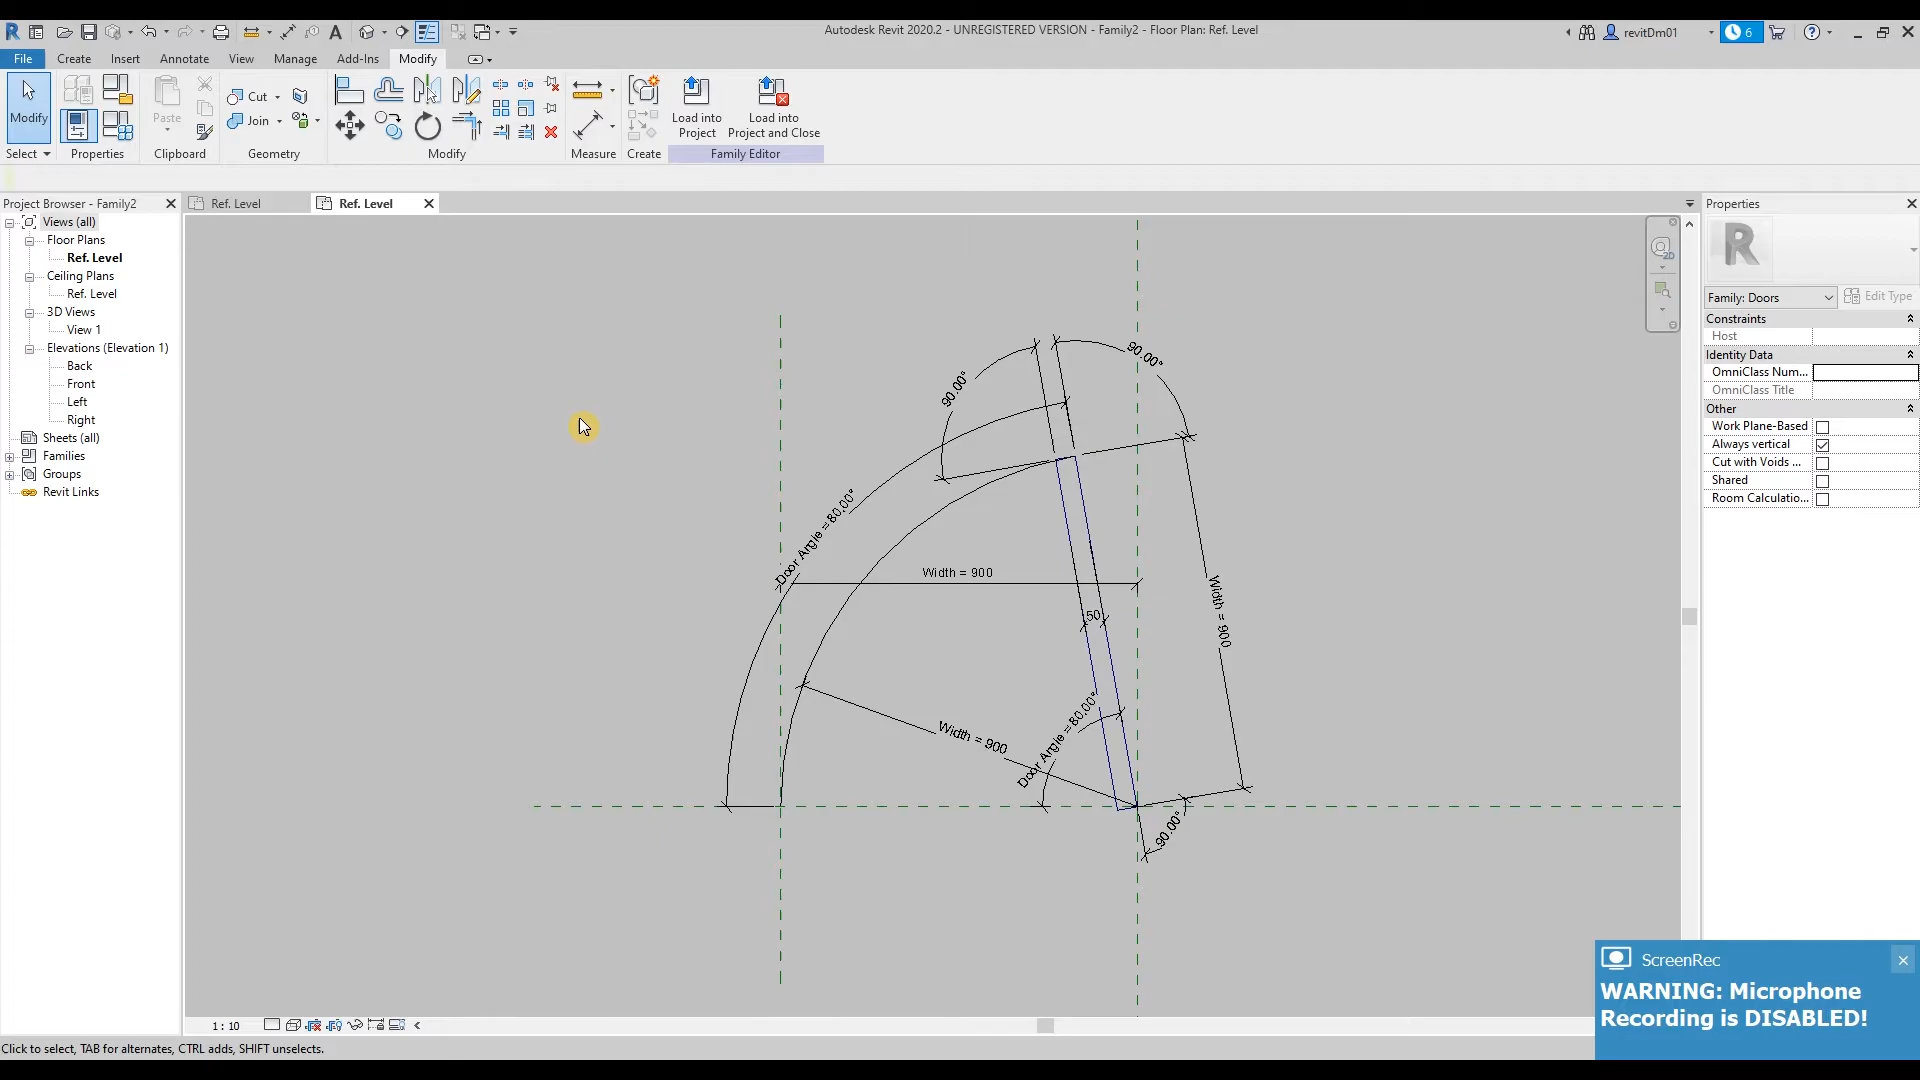 Autodesk Revit 2020.2 - UNREGISTERED VERSION - Family2 - Floor Plan: Ref. Level
revitDm01
6
File
Create
Insert
Annotate
View
Manage
Add-Ins
Modify
Modify
Paste
Cut
Join
Load into
Project
Load into
Project and Close
Select
Properties
Clipboard
Geometry
Modify
Measure
Create
Family Editor
Project Browser - Family2
Ref. Level
Ref. Level
Properties
Views (all)
Floor Plans
Ref. Level
Ceiling Plans
Ref. Level
3D Views
View 1
Elevations (Elevation 1)
Back
Front
Left
Right
Sheets (all)
Families
Groups
Revit Links
2D
90.00°
90.00°
Door Angle = 80.00°
Width = 900
50
Width = 900
Width = 900
Door Angle = 80.00°
90.00°
Family: Doors
Edit Type
Constraints
Host
Identity Data
OmniClass Num...
OmniClass Title
Other
Work Plane-Based
Always vertical
Cut with Voids ...
Shared
Room Calculatio...
ScreenRec
WARNING: Microphone
Recording is DISABLED!
1 : 10
Click to select, TAB for alternates, CTRL adds, SHIFT unselects.